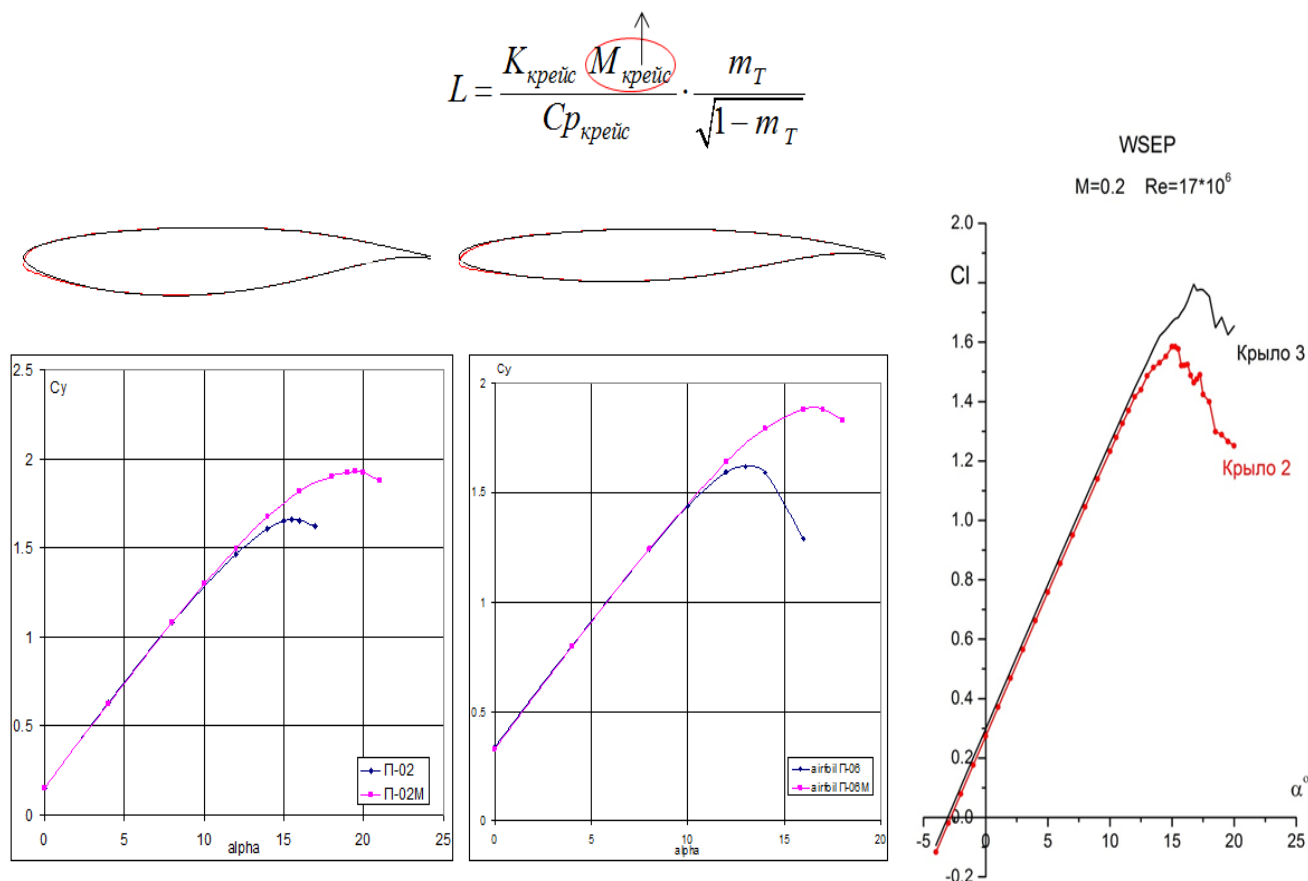 L = K крейс M крейс / Cp крейс · m T / √(1 − m T)
WSEP
M=0.2 Re=17*10⁶
2.5
Cy
2
1.5
1
0.5
0
0 5 10 15 20 25
alpha
П-02
П-02М
2
Cy
1.5
1
0.5
0
0 5 10 15 20
alpha
airfoil П-06
airfoil П-06М
2.0
Cl
1.8
1.6
1.4
1.2
1.0
0.8
0.6
0.4
0.2
0.0
-0.2
-5 0 5 10 15 20 25
α°
Крыло 3
Крыло 2